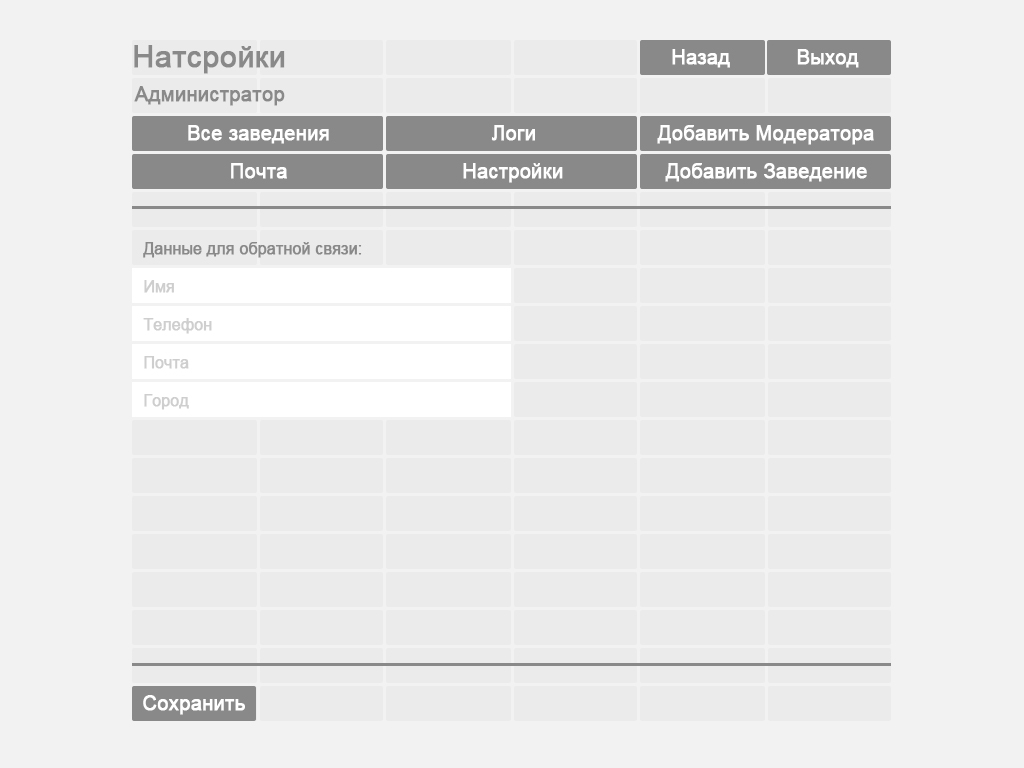 Натсройки
Назад
Выход
Администратор
Все заведения
Логи
Добавить Модератора
Почта
Настройки
Добавить Заведение
Данные для обратной связи:
Имя
Телефон
Почта
Город
Сохранить